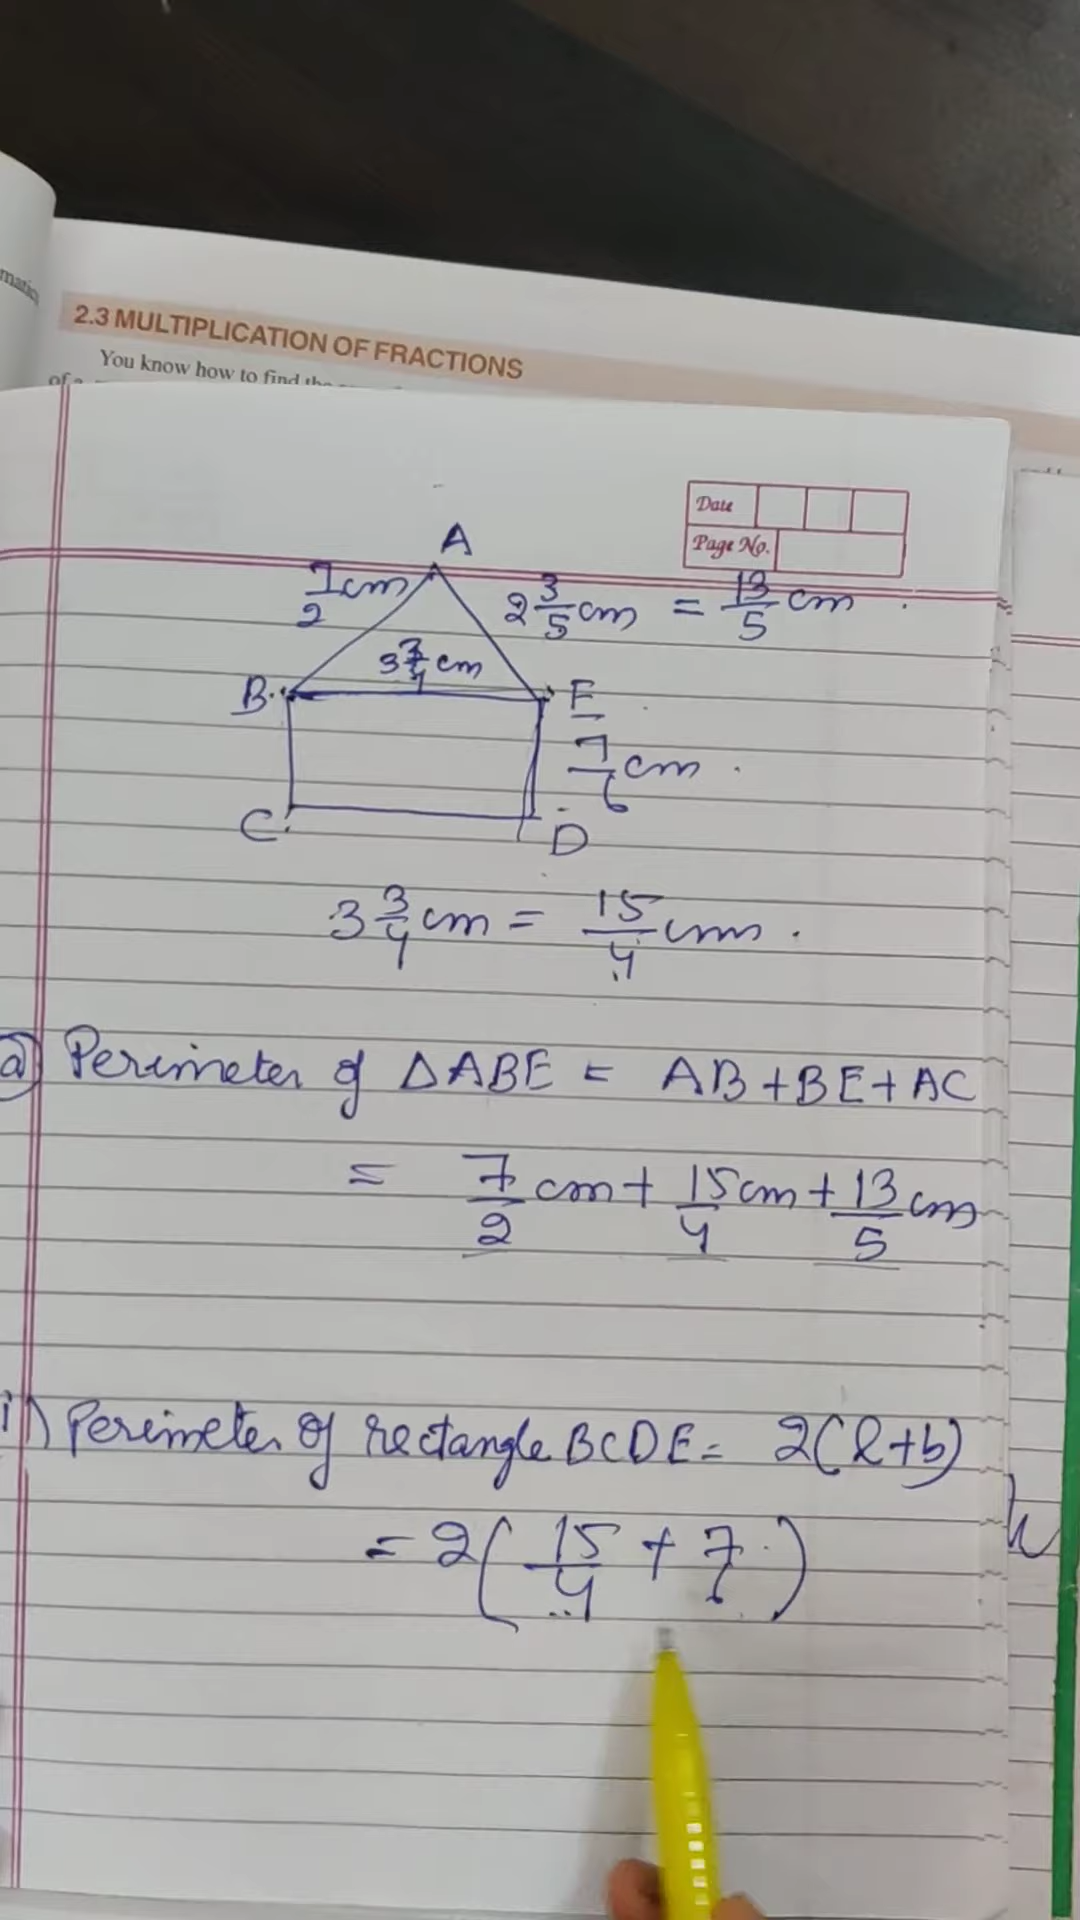 matic
2.3 MULTIPLICATION OF FRACTIONS
You know how to find the
of a
Date
Page No.
A
7/2 cm
2 3/5 cm = 13/5 cm
3 3/4 cm
B
E
7/6 cm
C
D
3 3/4 cm = 15/4 cm.
a) Perimeter of ΔABE = AB+BE+AC
= 7/2 cm + 15/4 cm + 13/5 cm
i) Perimeter of rectangle BCDE = 2(l+b)
= 2(15/4 + 7/6)